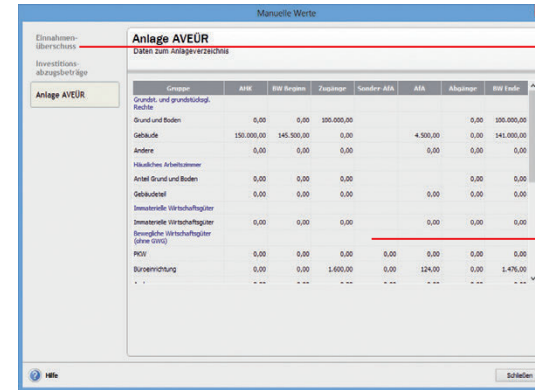 Manuelle Werte
Einnahmen-
überschuss
Investitions-
abzugsbeträge
Anlage AVEÜR
Anlage AVEÜR
Daten zum Anlageverzeichnis
Gruppe AHK BW Beginn Zugänge Sonder-AfA AfA Abgänge BW Ende
Grundst. und grundstücksgl.
Rechte
Grund und Boden 0,00 0,00 100.000,00 0,00 100.000,00
Gebäude 150.000,00 145.500,00 0,00 4.500,00 0,00 141.000,00
Andere 0,00 0,00 0,00 0,00 0,00 0,00
Häusliches Arbeitszimmer
Anteil Grund und Boden 0,00 0,00 0,00 0,00 0,00
Gebäudeteil 0,00 0,00 0,00 0,00 0,00 0,00
Immaterielle Wirtschaftsgüter
Immaterielle Wirtschaftsgüter 0,00 0,00 0,00 0,00 0,00 0,00
Bewegliche Wirtschaftsgüter
(ohne GWG)
PKW 0,00 0,00 0,00 0,00 0,00 0,00 0,00
Büroeinrichtung 0,00 0,00 1.600,00 0,00 124,00 0,00 1.476,00
Hilfe
Schließen